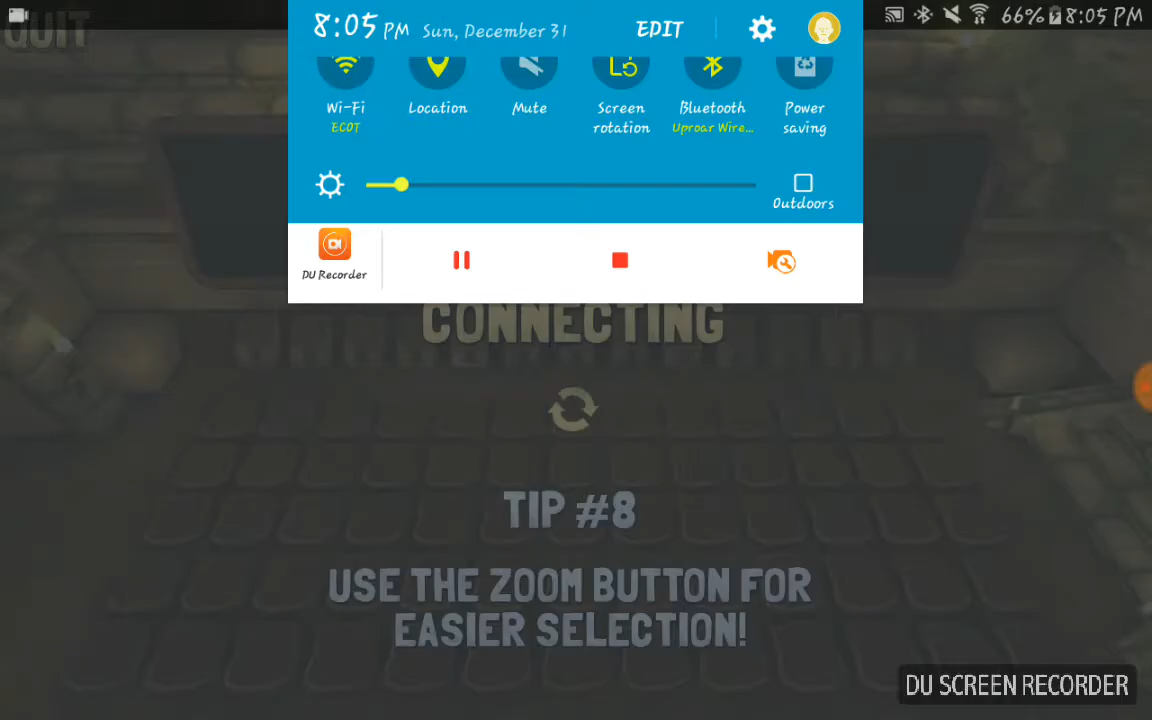 QUIT
8:05 PM Sun, December 31 EDIT
66% 8:05 PM
Wi-Fi
ECOT
Location
Mute
Screen
rotation
Bluetooth
Uproar Wire...
Power
saving
Outdoors
DU Recorder
CONNECTING
TIP #8
USE THE ZOOM BUTTON FOR
EASIER SELECTION!
DU SCREEN RECORDER